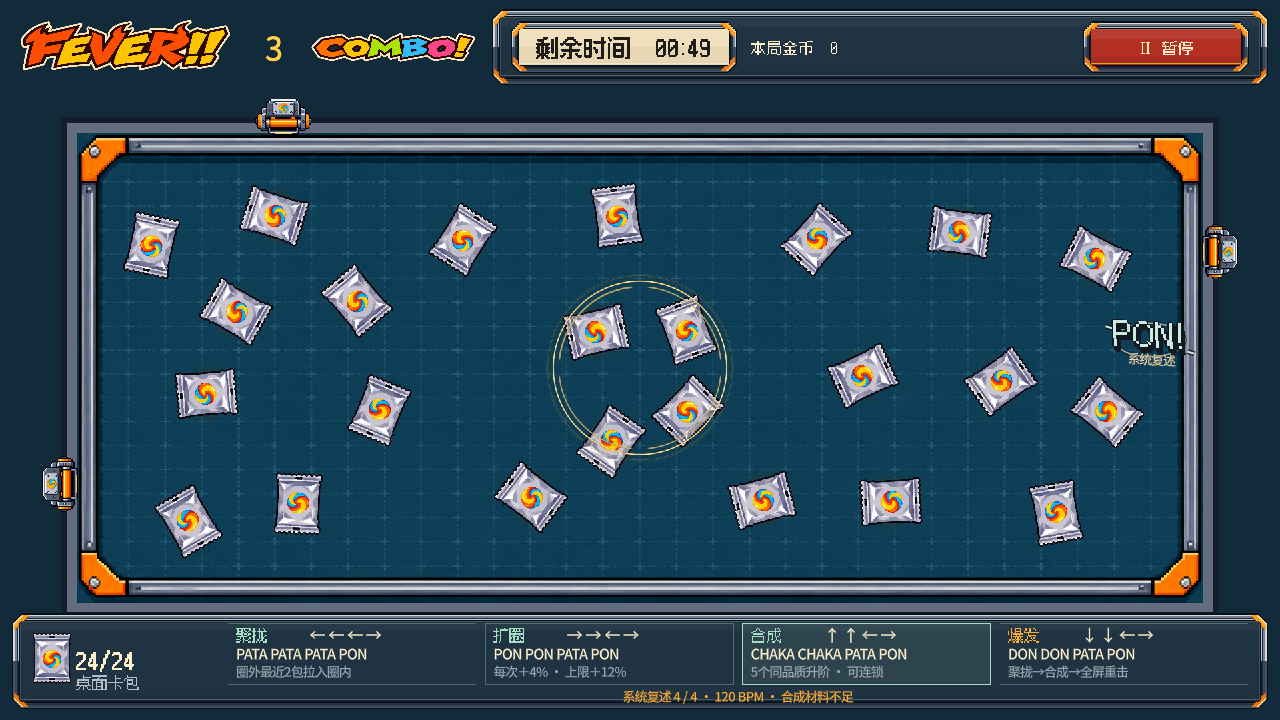 FEVER!!
3
COMBO!
剩余时间 00:49
本局金币 0
II 暂停
PON!
系统复述
24/24
桌面卡包
聚拢 ←←←→
PATA PATA PATA PON
圈外最近2包拉入圈内
扩圈 →→←→
PON PON PATA PON
每次+4% · 上限+12%
合成 ↑↑←→
CHAKA CHAKA PATA PON
5个同品质升阶 · 可连锁
爆发 ↓↓←→
DON DON PATA PON
聚拢→合成→全屏重击
系统复述 4 / 4 · 120 BPM · 合成材料不足